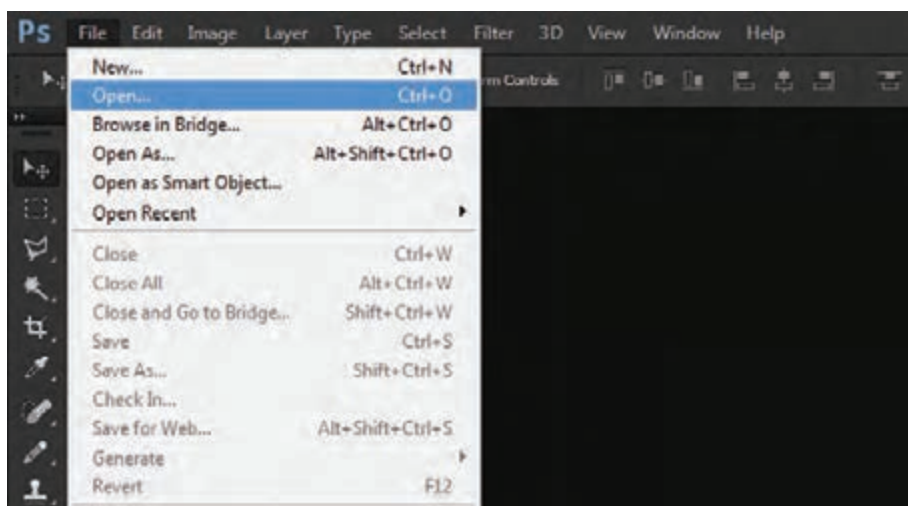 Ps File Edit Image Layer Type Select Filter 3D View Window Help
New... Ctrl+N
Controls
Open... Ctrl+O
Browse in Bridge... Alt+Ctrl+O
Open As... Alt+Shift+Ctrl+O
Open as Smart Object...
Open Recent
Close Ctrl+W
Close All Alt+Ctrl+W
Close and Go to Bridge... Shift+Ctrl+W
Save Ctrl+S
Save As... Shift+Ctrl+S
Check In...
Save for Web... Alt+Shift+Ctrl+S
Generate
Revert F12